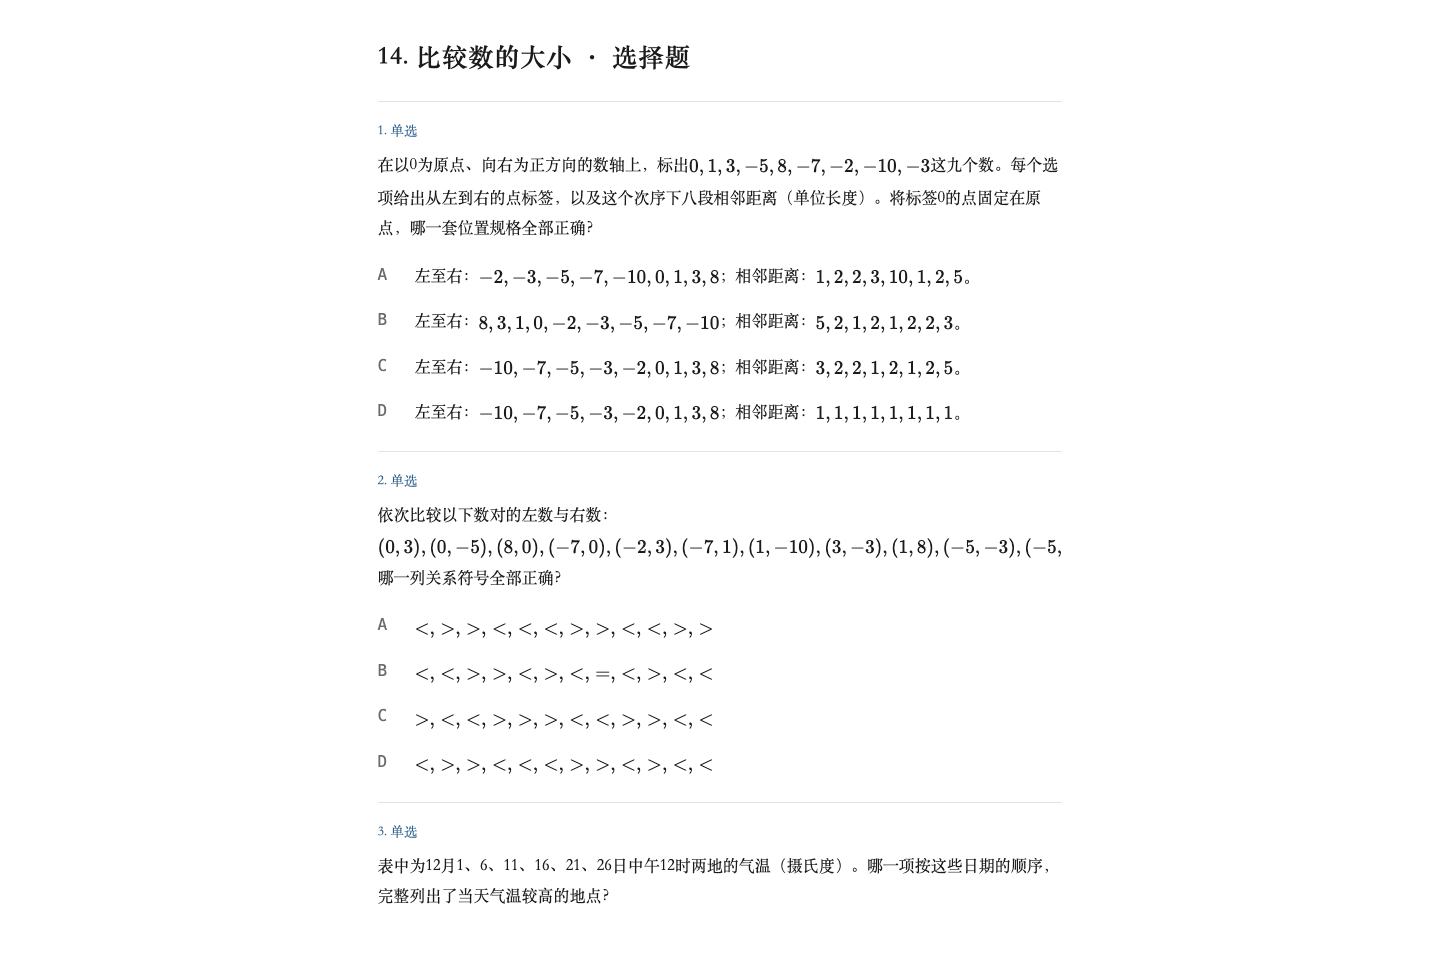 14. 比较数的大小 · 选择题
1. 单选
在以0为原点、向右为正方向的数轴上，标出0, 1, 3, −5, 8, −7, −2, −10, −3这九个数。每个选
项给出从左到右的点标签，以及这个次序下八段相邻距离（单位长度）。将标签0的点固定在原
点，哪一套位置规格全部正确？
A 左至右：−2, −3, −5, −7, −10, 0, 1, 3, 8；相邻距离：1, 2, 2, 3, 10, 1, 2, 5。
B 左至右：8, 3, 1, 0, −2, −3, −5, −7, −10；相邻距离：5, 2, 1, 2, 1, 2, 2, 3。
C 左至右：−10, −7, −5, −3, −2, 0, 1, 3, 8；相邻距离：3, 2, 2, 1, 2, 1, 2, 5。
D 左至右：−10, −7, −5, −3, −2, 0, 1, 3, 8；相邻距离：1, 1, 1, 1, 1, 1, 1, 1。
2. 单选
依次比较以下数对的左数与右数：
(0, 3), (0, −5), (8, 0), (−7, 0), (−2, 3), (−7, 1), (1, −10), (3, −3), (1, 8), (−5, −3), (−5,
哪一列关系符号全部正确？
A <, >, >, <, <, <, >, >, <, <, >, >
B <, <, >, >, <, >, <, =, <, >, <, <
C >, <, <, >, >, >, <, <, >, >, <, <
D <, >, >, <, <, <, >, >, <, >, <, <
3. 单选
表中为12月1、6、11、16、21、26日中午12时两地的气温（摄氏度）。哪一项按这些日期的顺序，
完整列出了当天气温较高的地点？